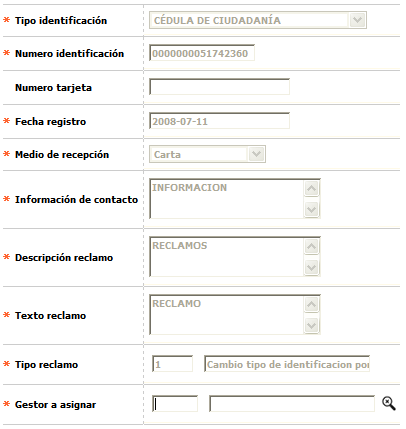 * Tipo identificación CÉDULA DE CIUDADANÍA
* Numero identificación 0000000051742360
Numero tarjeta
* Fecha registro 2008-07-11
* Medio de recepción Carta
* Información de contacto INFORMACION
* Descripción reclamo RECLAMOS
* Texto reclamo RECLAMO
* Tipo reclamo 1 Cambio tipo de identificacion por
* Gestor a asignar